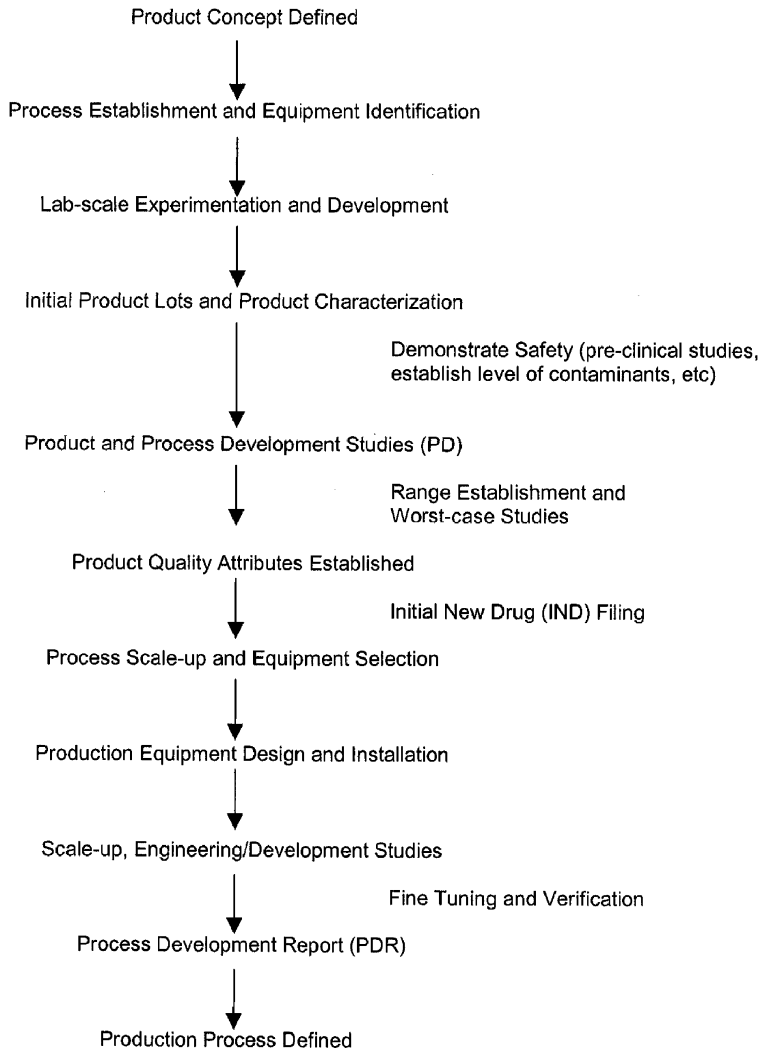 Product Concept Defined
Process Establishment and Equipment Identification
Lab-scale Experimentation and Development
Initial Product Lots and Product Characterization
Demonstrate Safety (pre-clinical studies,
establish level of contaminants, etc)
Product and Process Development Studies (PD)
Range Establishment and
Worst-case Studies
Product Quality Attributes Established
Initial New Drug (IND) Filing
Process Scale-up and Equipment Selection
Production Equipment Design and Installation
Scale-up, Engineering/Development Studies
Fine Tuning and Verification
Process Development Report (PDR)
Production Process Defined